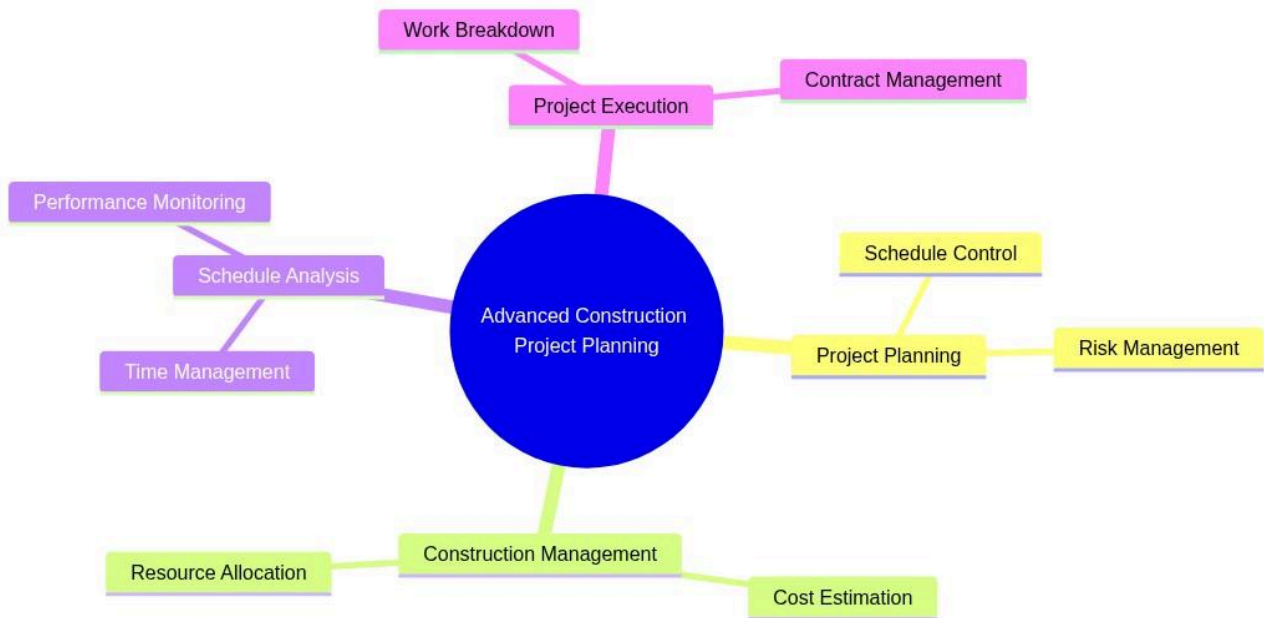 Work Breakdown
Contract Management
Project Execution
Performance Monitoring
Schedule Control
Schedule Analysis
Advanced Construction
Project Planning
Project Planning
Risk Management
Time Management
Construction Management
Resource Allocation
Cost Estimation